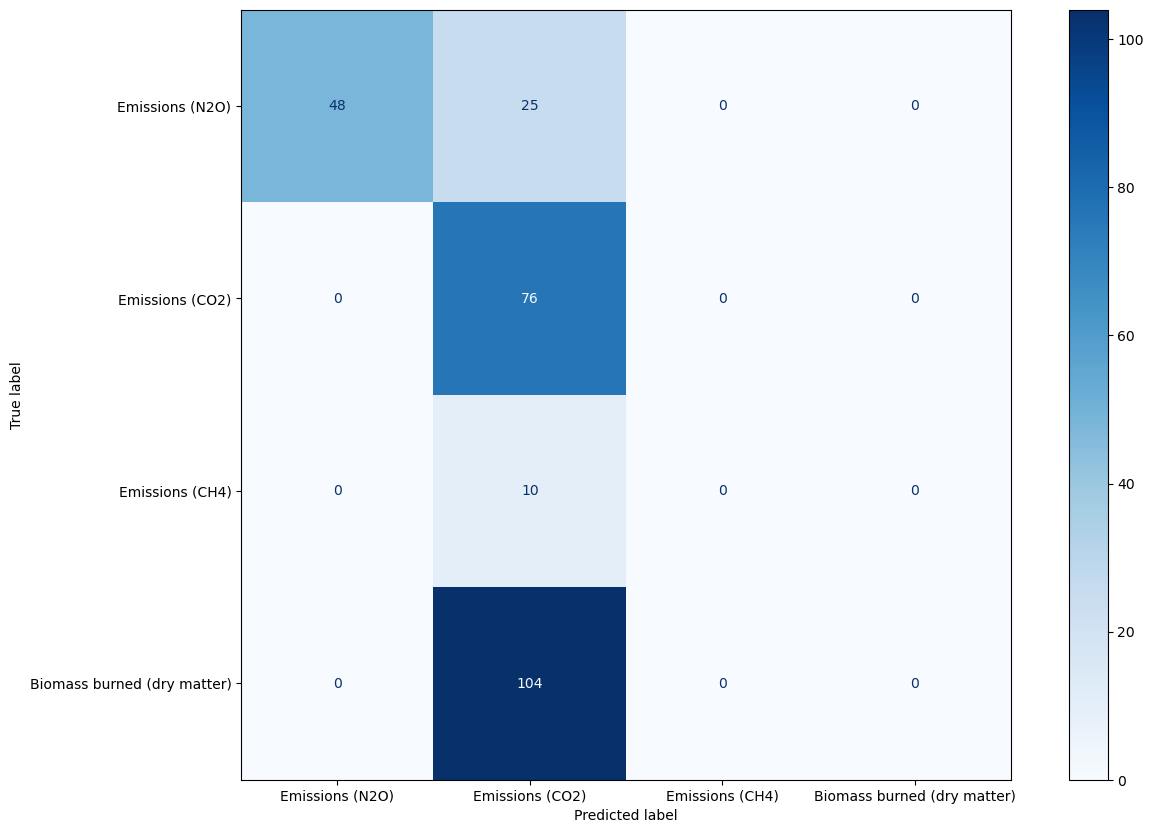 Emissions (N2O)
48 25 0 0
Emissions (CO2)
0 76 0 0
Emissions (CH4)
0 10 0 0
Biomass burned (dry matter)
0 104 0 0
True label
Emissions (N2O) Emissions (CO2) Emissions (CH4) Biomass burned (dry matter)
Predicted label
100
80
60
40
20
0